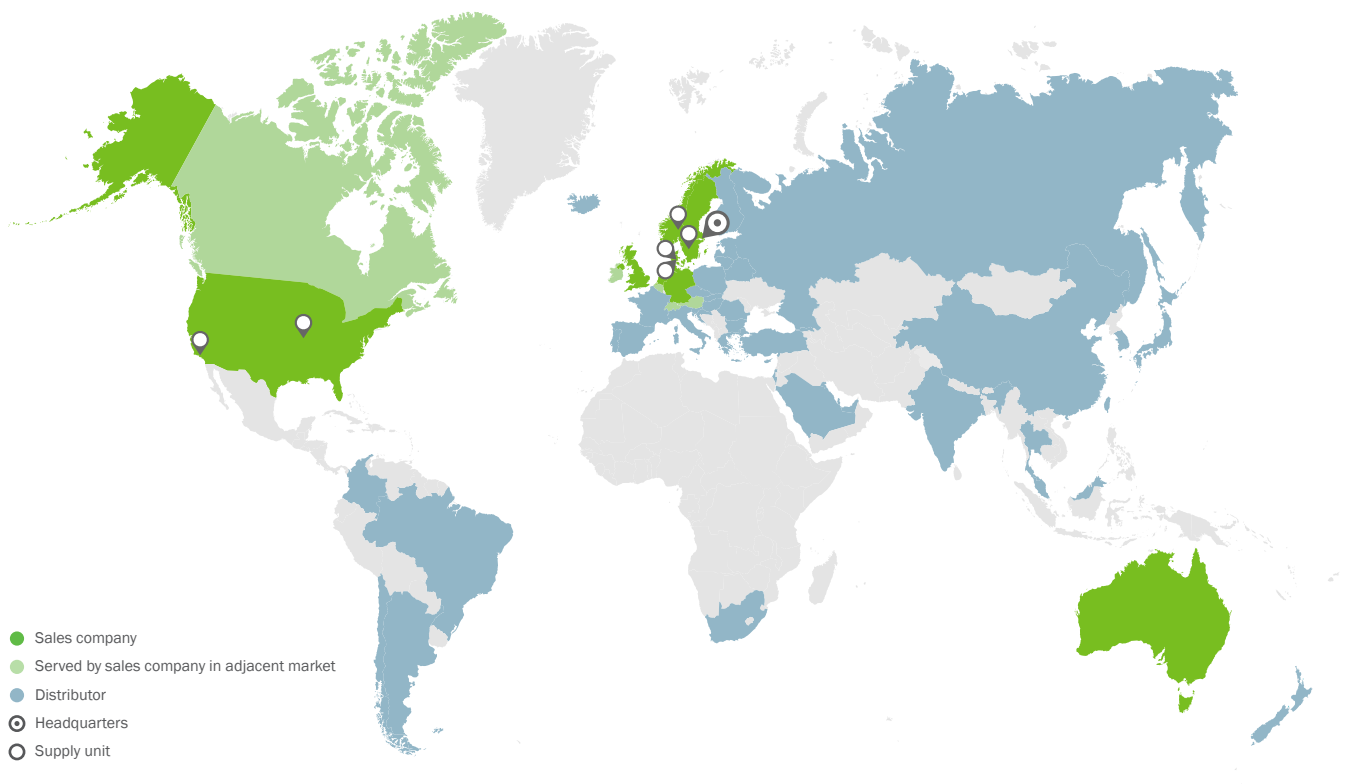 Sales company
Served by sales company in adjacent market
Distributor
Headquarters
Supply unit